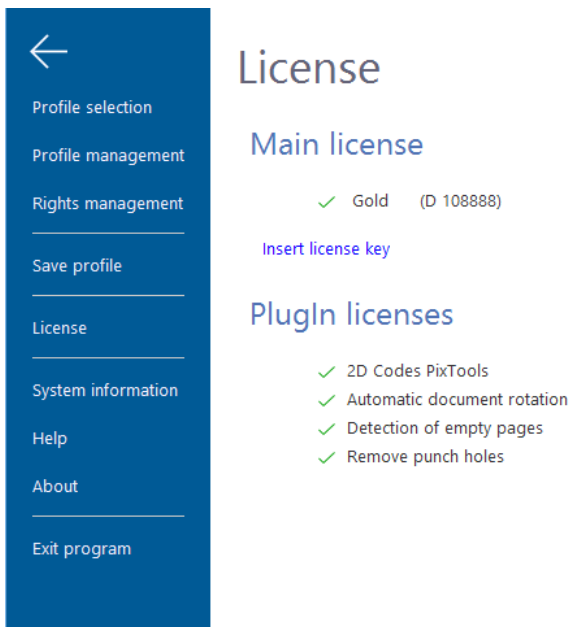 Profile selection
Profile management
Rights management
Save profile
License
System information
Help
About
Exit program
License
Main license
Gold (D 108888)
Insert license key
PlugIn licenses
2D Codes PixTools
Automatic document rotation
Detection of empty pages
Remove punch holes